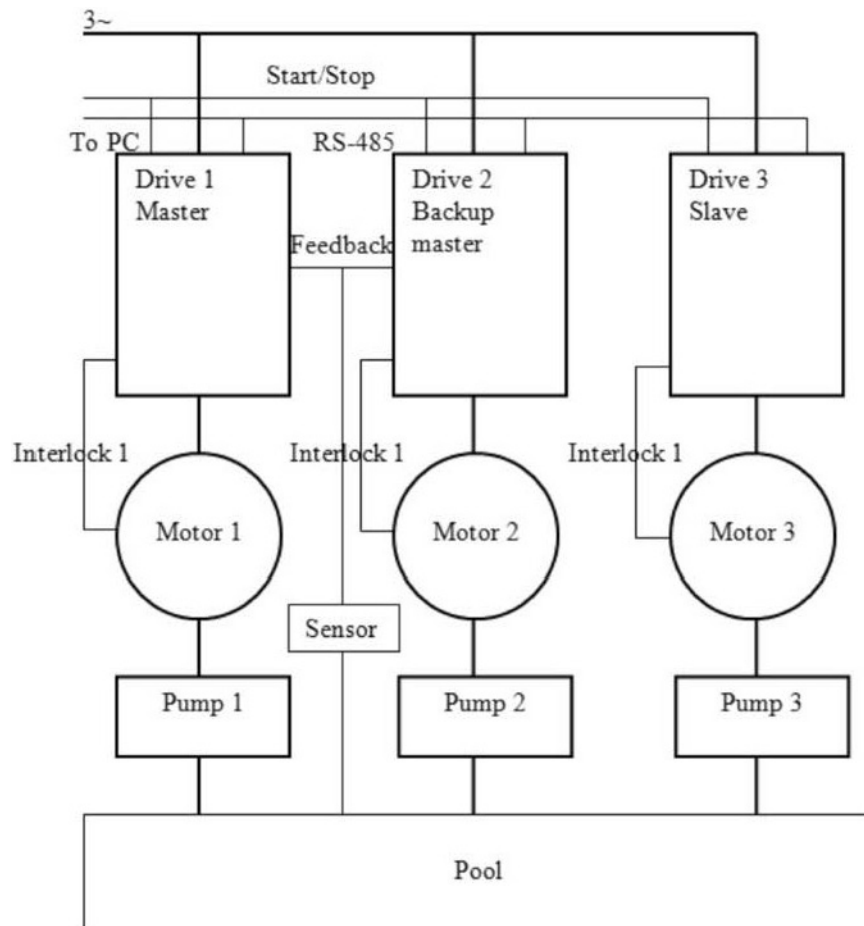 3~
Start/Stop
To PC
RS-485
Drive 1
Master
Drive 2
Backup
master
Drive 3
Slave
Feedback
Interlock 1
Interlock 1
Interlock 1
Motor 1
Motor 2
Motor 3
Sensor
Pump 1
Pump 2
Pump 3
Pool